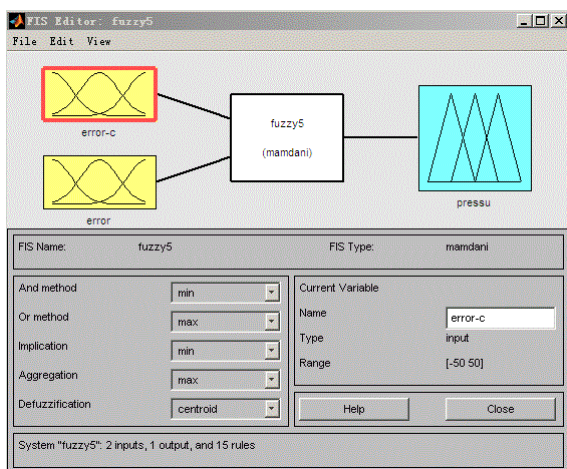 FIS Editor: fuzzy5
File Edit View
error-c
fuzzy5
(mamdani)
error
pressu
FIS Name: fuzzy5 FIS Type: mamdani
And method min
Or method max
Implication min
Aggregation max
Defuzzification centroid
Current Variable
Name error-c
Type input
Range [-50 50]
Help Close
System "fuzzy5": 2 inputs, 1 output, and 15 rules